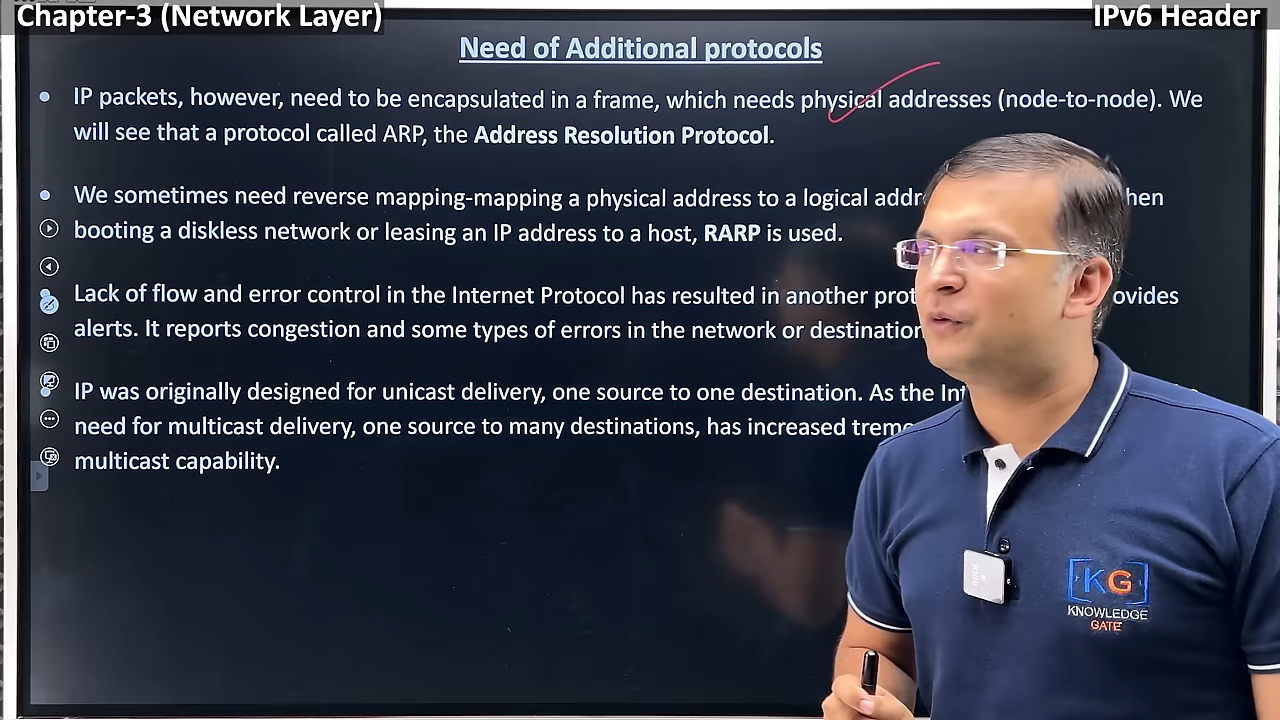 Chapter-3 (Network Layer)
IPv6 Header
Need of Additional protocols
IP packets, however, need to be encapsulated in a frame, which needs physical addresses (node-to-node). We
will see that a protocol called ARP, the Address Resolution Protocol.
We sometimes need reverse mapping-mapping a physical address to a logical
booting a diskless network or leasing an IP address to a host, RARP is used.
Lack of flow and error control in the Internet Protocol has resulted in another
alerts. It reports congestion and some types of errors in the network or
IP was originally designed for unicast delivery, one source to one destination. As the
need for multicast delivery, one source to many destinations, has increased
multicast capability.
KG
KNOWLEDGE
GATE
RODE